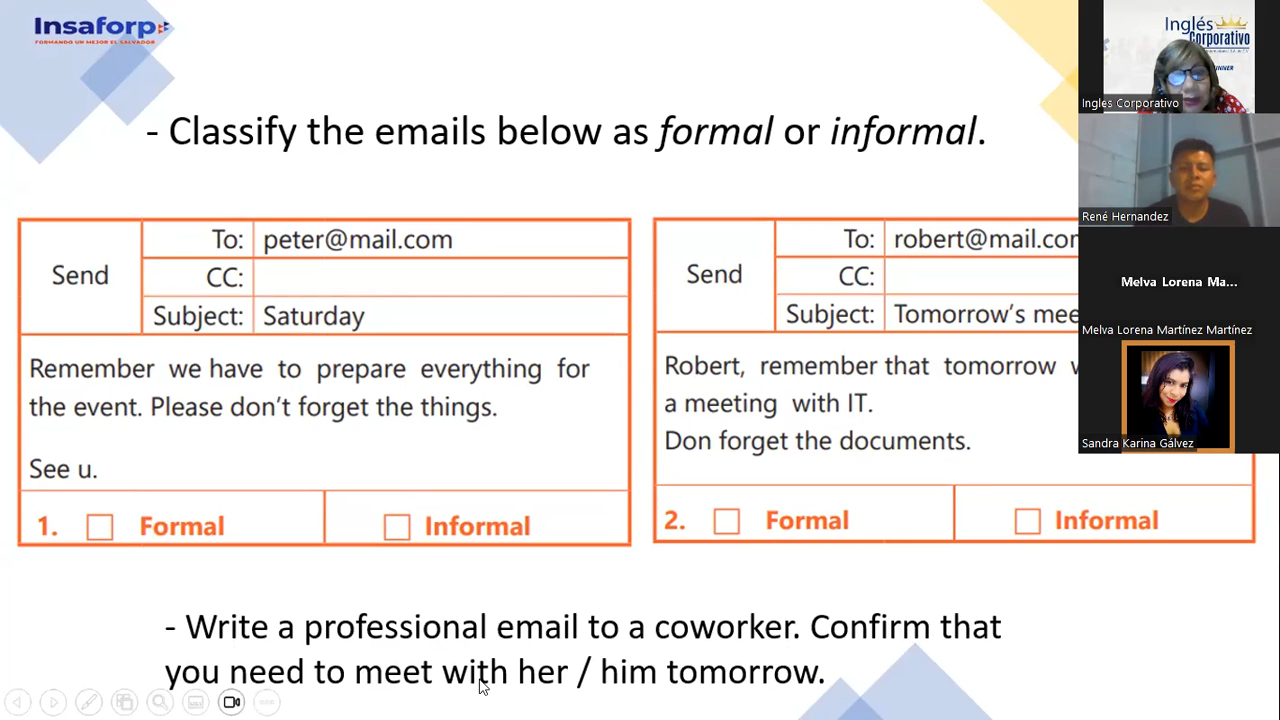 Insaforp
FORMANDO UN MEJOR EL SALVADOR
- Classify the emails below as formal or informal.
Send
To: peter@mail.com
CC:
Subject: Saturday
Remember we have to prepare everything for
the event. Please don't forget the things.
See u.
1. Formal Informal
Send
To: robert@mail.com
CC:
Subject: Tomorrow's mee
Robert, remember that tomorrow w
a meeting with IT.
Don forget the documents.
2. Formal Informal
- Write a professional email to a coworker. Confirm that
you need to meet with her / him tomorrow.
Inglés
Corporativo
Inglés Corporativo
René Hernandez
Melva Lorena Ma...
Melva Lorena Martínez Martínez
Sandra Karina Gálvez